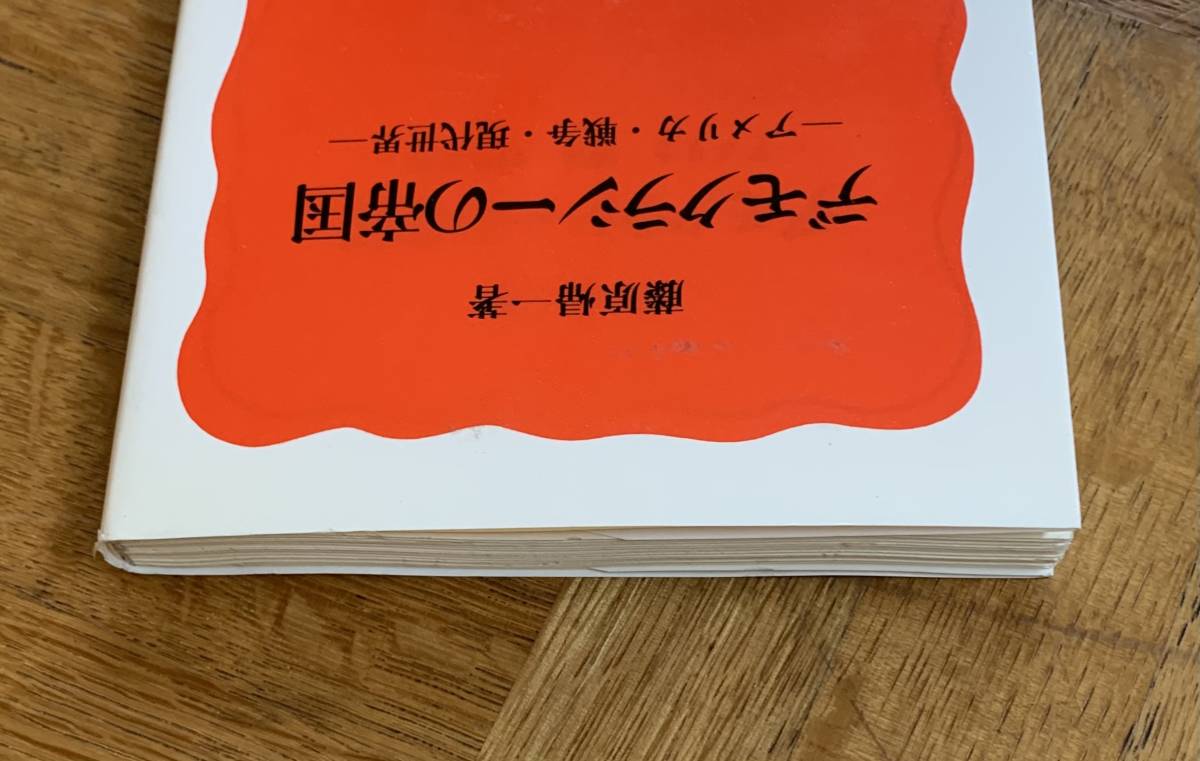 藤原帰一著
デモクラシーの帝国
―アメリカ・戦争・現代世界―